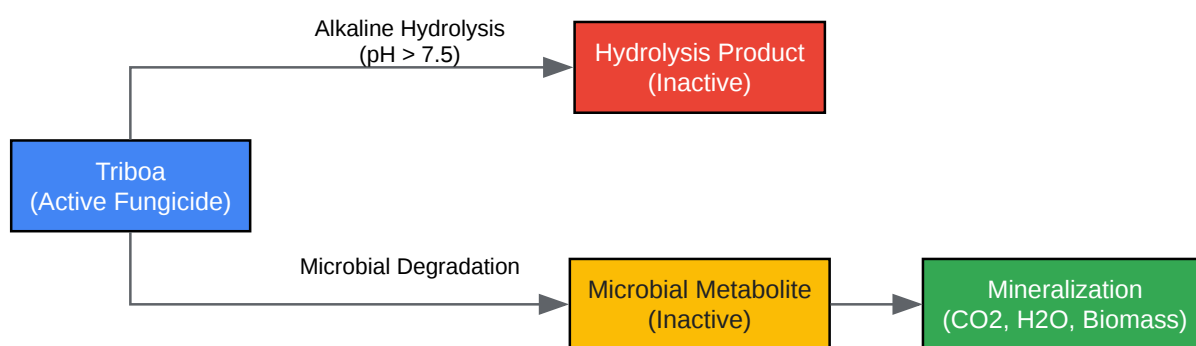 Alkaline Hydrolysis
(pH > 7.5)
Hydrolysis Product
(Inactive)
Triboa
(Active Fungicide)
Microbial Degradation
Microbial Metabolite
(Inactive)
Mineralization
(CO2, H2O, Biomass)